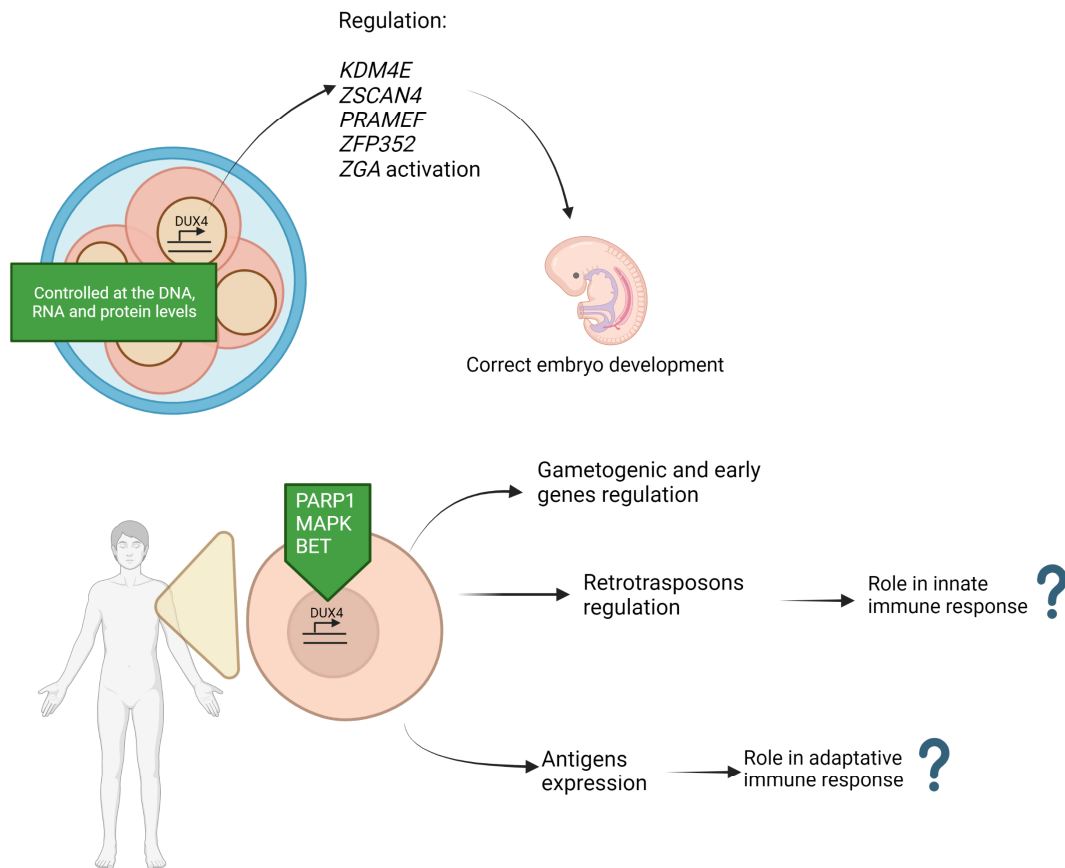 Regulation:
KDM4E
ZSCAN4
PRAMEF
ZFP352
ZGA activation
DUX4
Controlled at the DNA,
RNA and protein levels
Correct embryo development
PARP1
MAPK
BET
DUX4
Gametogenic and early
genes regulation
Retrotrasposons
regulation
Role in innate
immune response
?
Antigens
expression
Role in adaptative
immune response
?